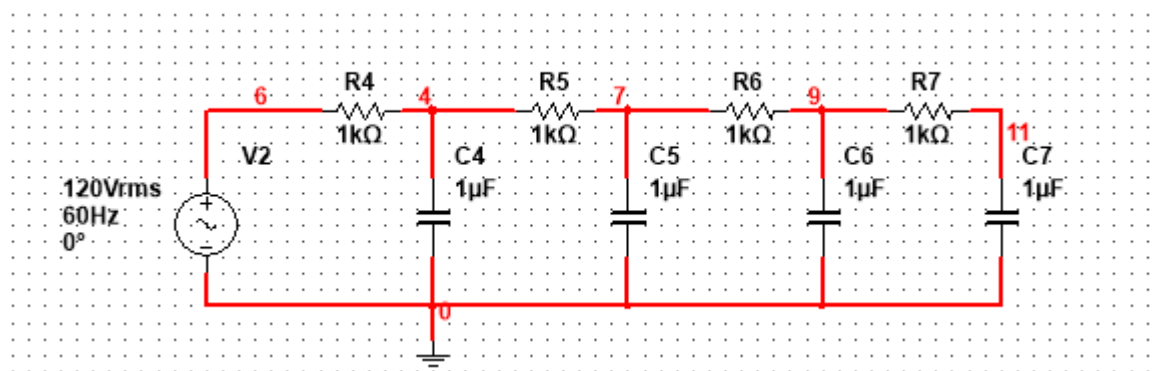 6
R4
1kΩ
4
R5
1kΩ
7
R6
1kΩ
9
R7
1kΩ
11
V2
120Vrms
60Hz
0°
C4
1µF
C5
1µF
C6
1µF
C7
1µF
0